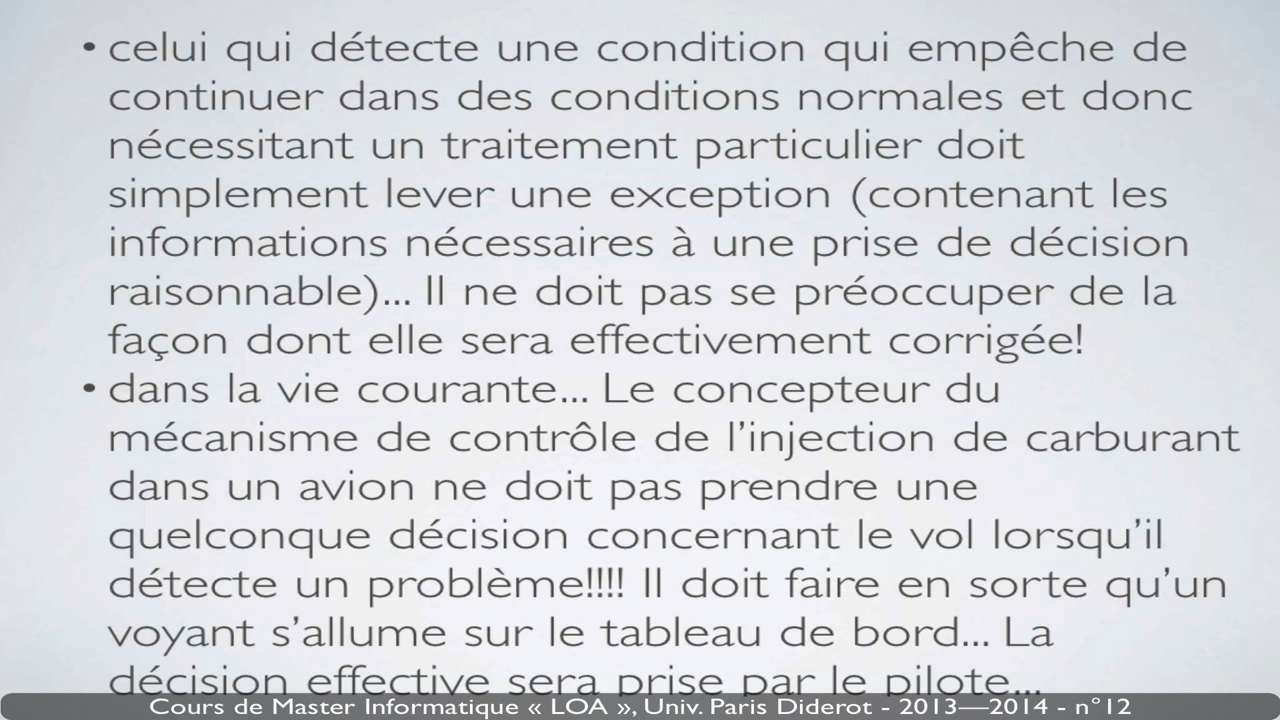 • celui qui détecte une condition qui empêche de
continuer dans des conditions normales et donc
nécessitant un traitement particulier doit
simplement lever une exception (contenant les
informations nécessaires à une prise de décision
raisonnable)... Il ne doit pas se préoccuper de la
façon dont elle sera effectivement corrigée!
• dans la vie courante... Le concepteur du
mécanisme de contrôle de l’injection de carburant
dans un avion ne doit pas prendre une
quelconque décision concernant le vol lorsqu’il
détecte un problème!!!! Il doit faire en sorte qu’un
voyant s’allume sur le tableau de bord... La
décision effective sera prise par le pilote...
Cours de Master Informatique « LOA », Univ. Paris Diderot - 2013—2014 - n°12